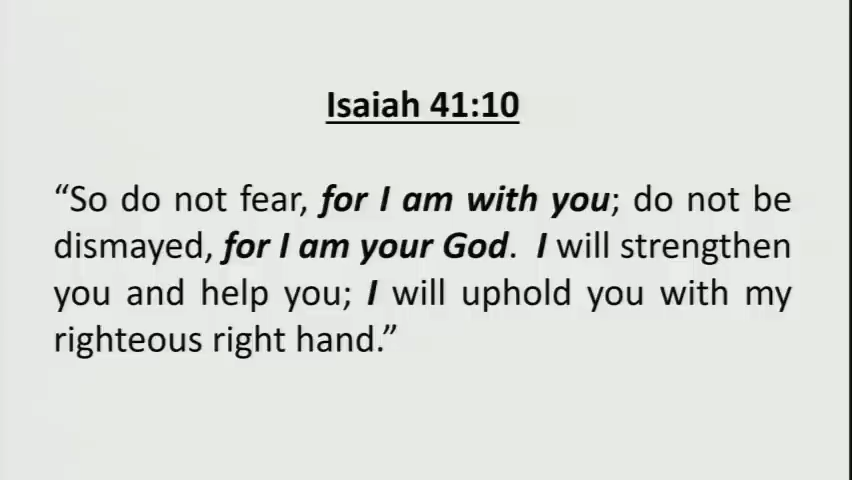 Isaiah 41:10
“So do not fear, for I am with you; do not be
dismayed, for I am your God. I will strengthen
you and help you; I will uphold you with my
righteous right hand.”